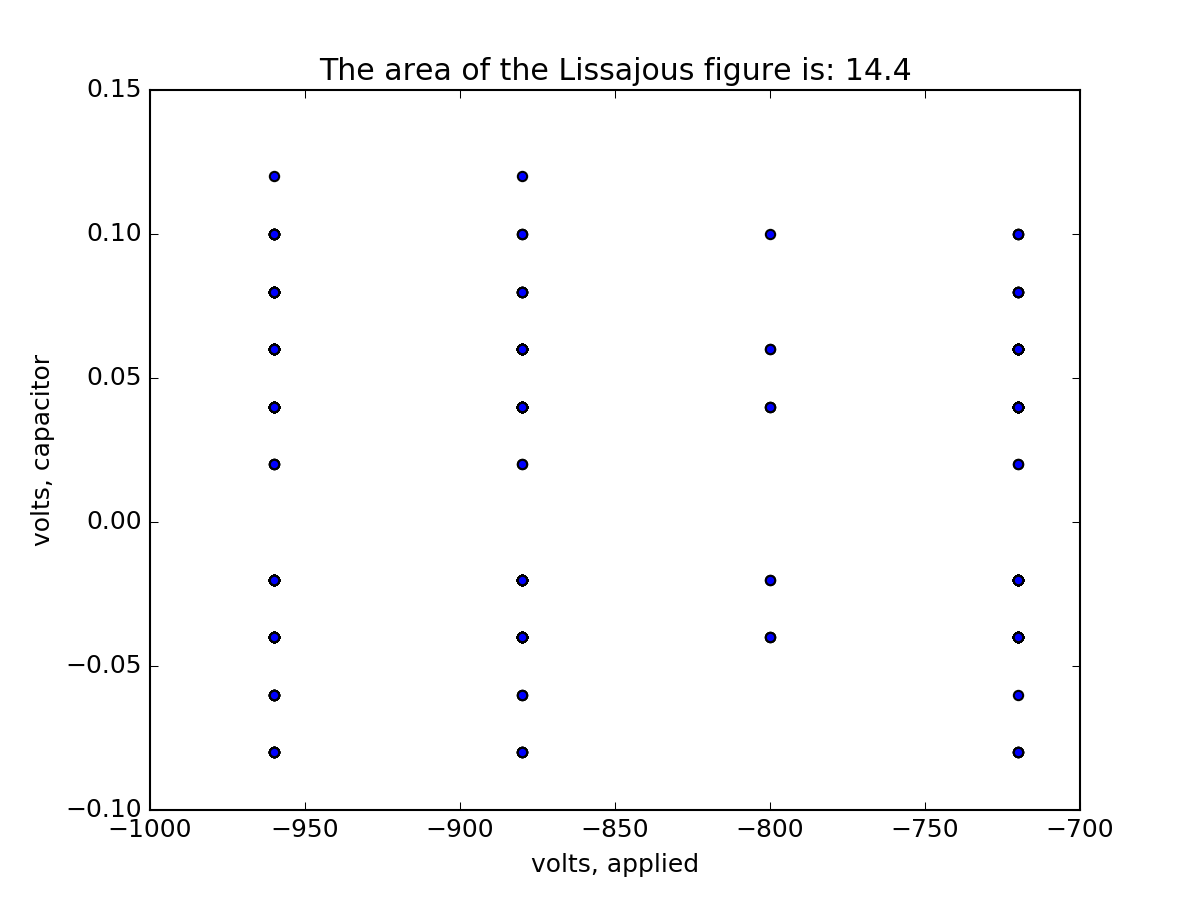 The area of the Lissajous figure is: 14.4
0.15
0.10
0.05
0.00
−0.05
−0.10
volts, capacitor
−1000 −950 −900 −850 −800 −750 −700
volts, applied